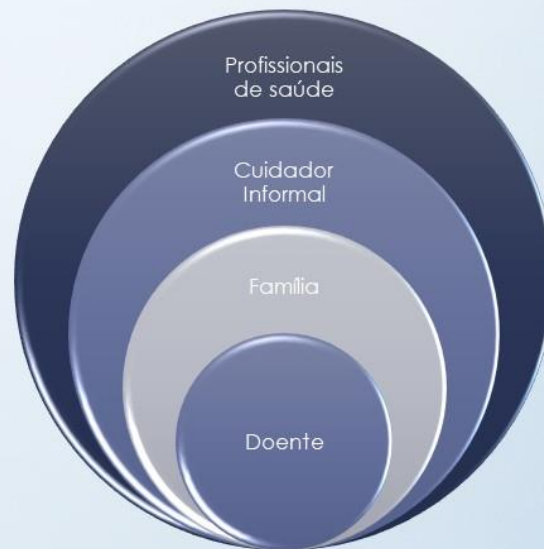 Profissionais
de saúde
Cuidador
Informal
Família
Doente